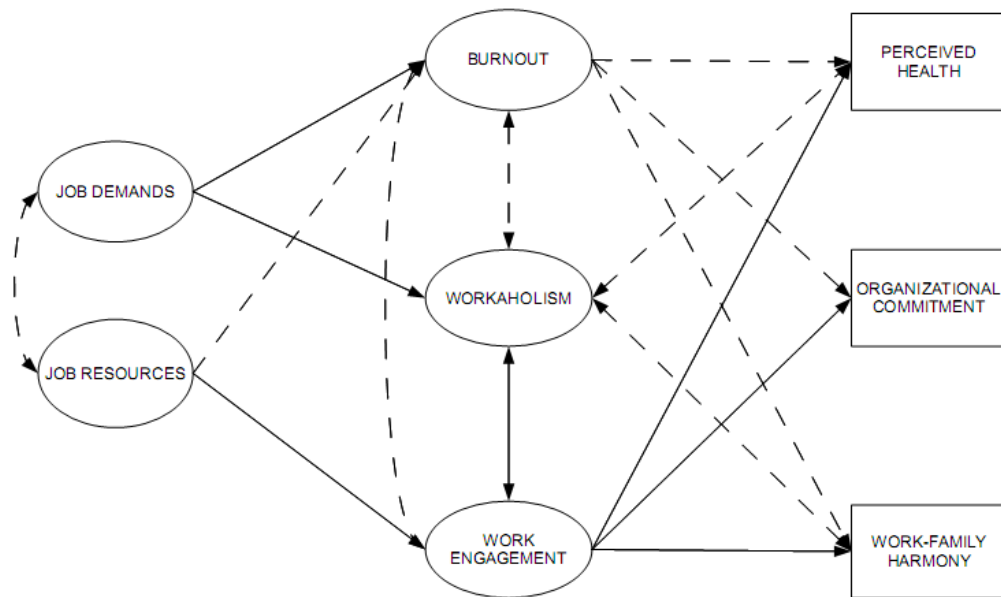 BURNOUT
PERCEIVED
HEALTH
JOB DEMANDS
WORKAHOLISM
ORGANIZATIONAL
COMMITMENT
JOB RESOURCES
WORK
ENGAGEMENT
WORK-FAMILY
HARMONY